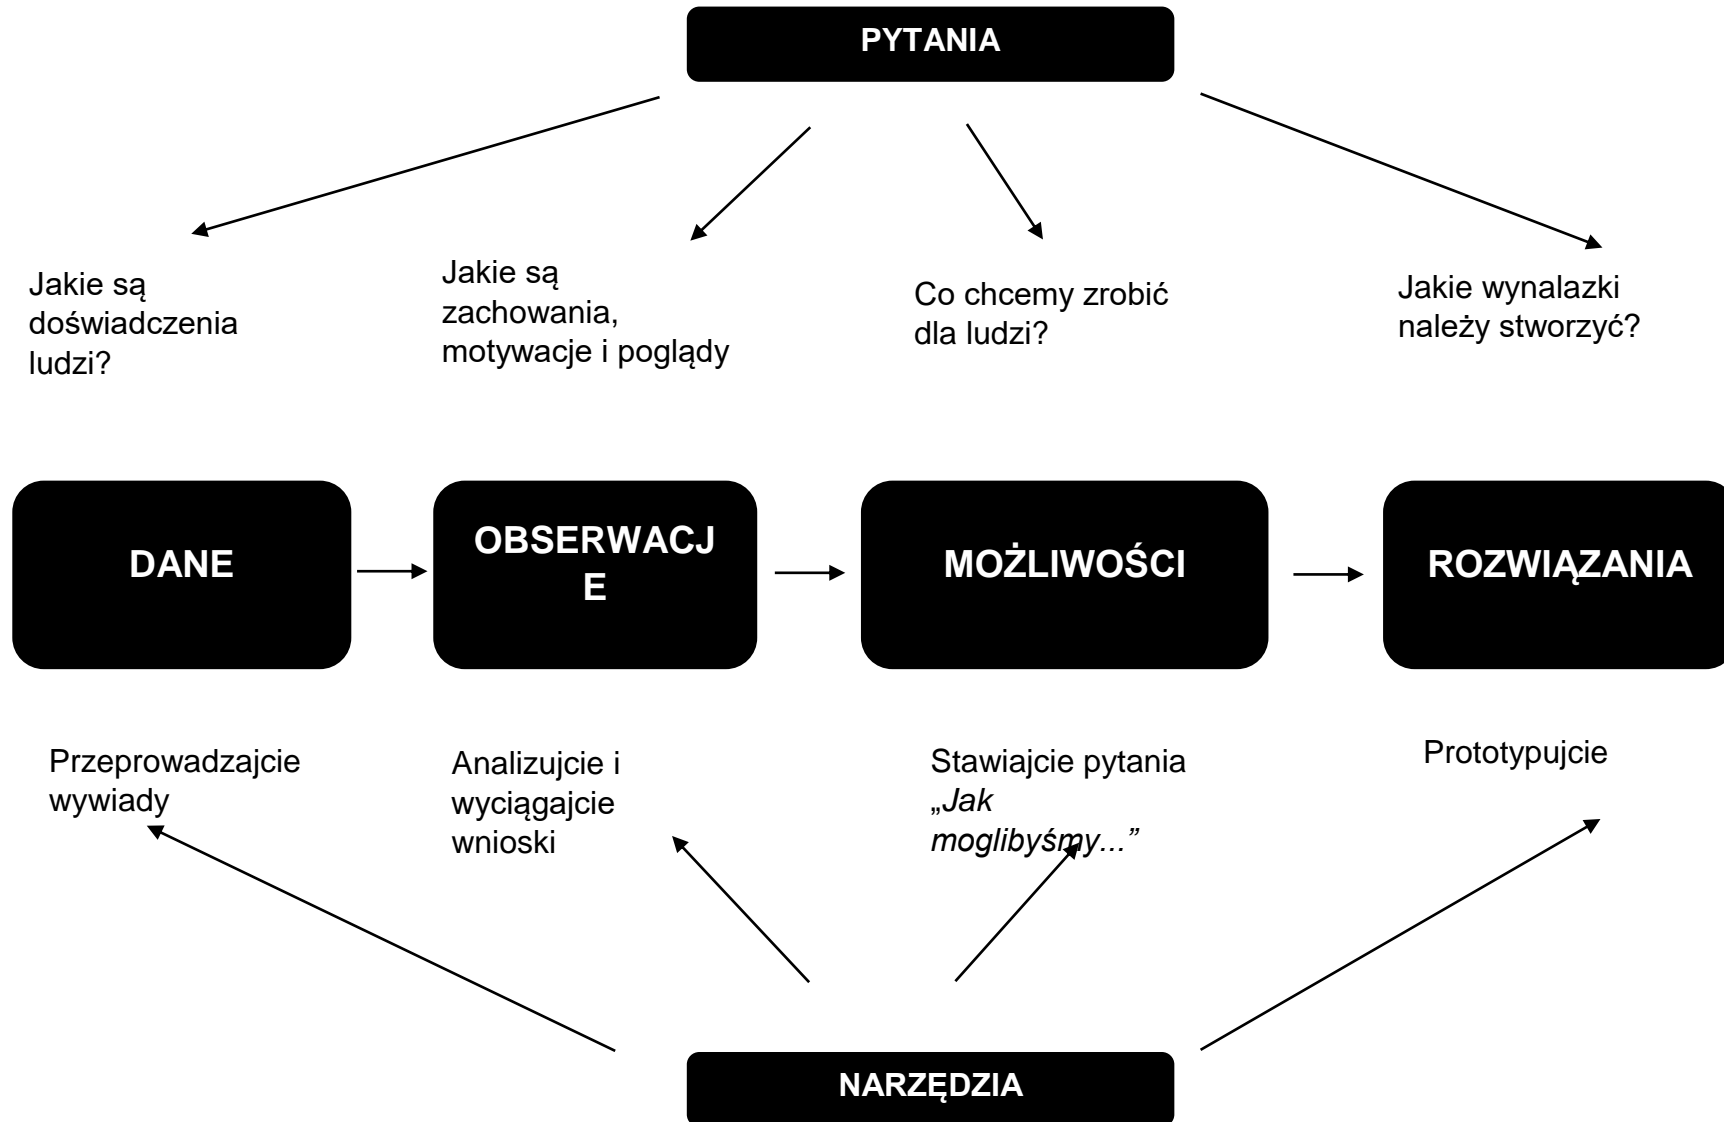 PYTANIA
Jakie są
doświadczenia
ludzi?
Jakie są
zachowania,
motywacje i poglądy
Co chcemy zrobić
dla ludzi?
Jakie wynalazki
należy stworzyć?
DANE
OBSERWACJ
E
MOŻLIWOŚCI
ROZWIĄZANIA
Przeprowadzajcie
wywiady
Analizujcie i
wyciągajcie
wnioski
Stawiajcie pytania
„Jak
moglibyśmy...”
Prototypujcie
NARZĘDZIA